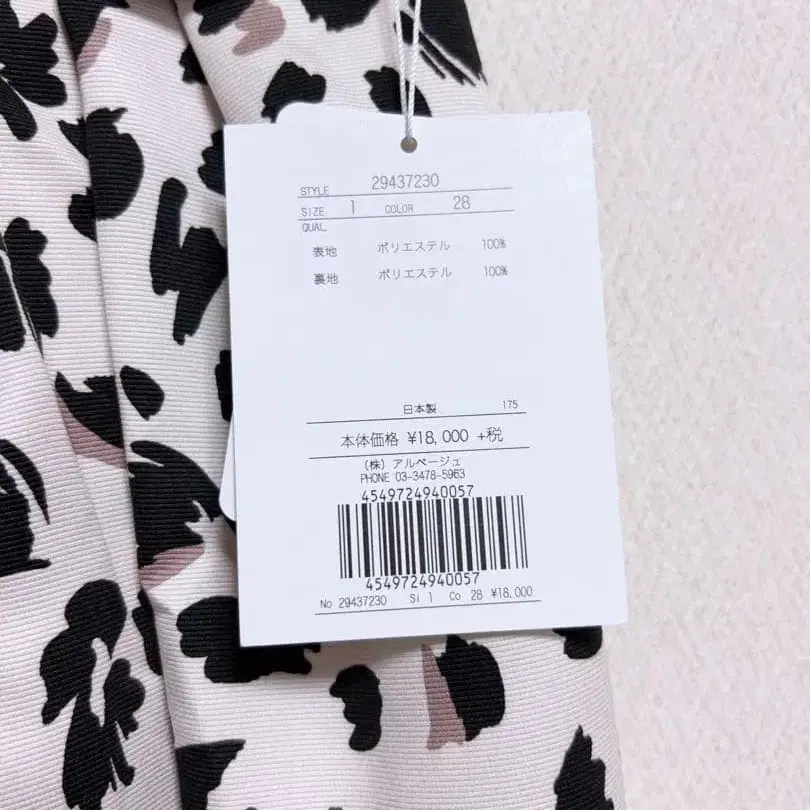 STYLE 29437230
SIZE 1 COLOR 28
QUAL.
表地 ポリエステル 100%
裏地 ポリエステル 100%
日本製 175
本体価格 ¥18,000 +税
(株) アルページュ
PHONE 03-3478-5963
4549724940057
4549724940057
No 29437230 Si 1 Co 28 ¥18,000